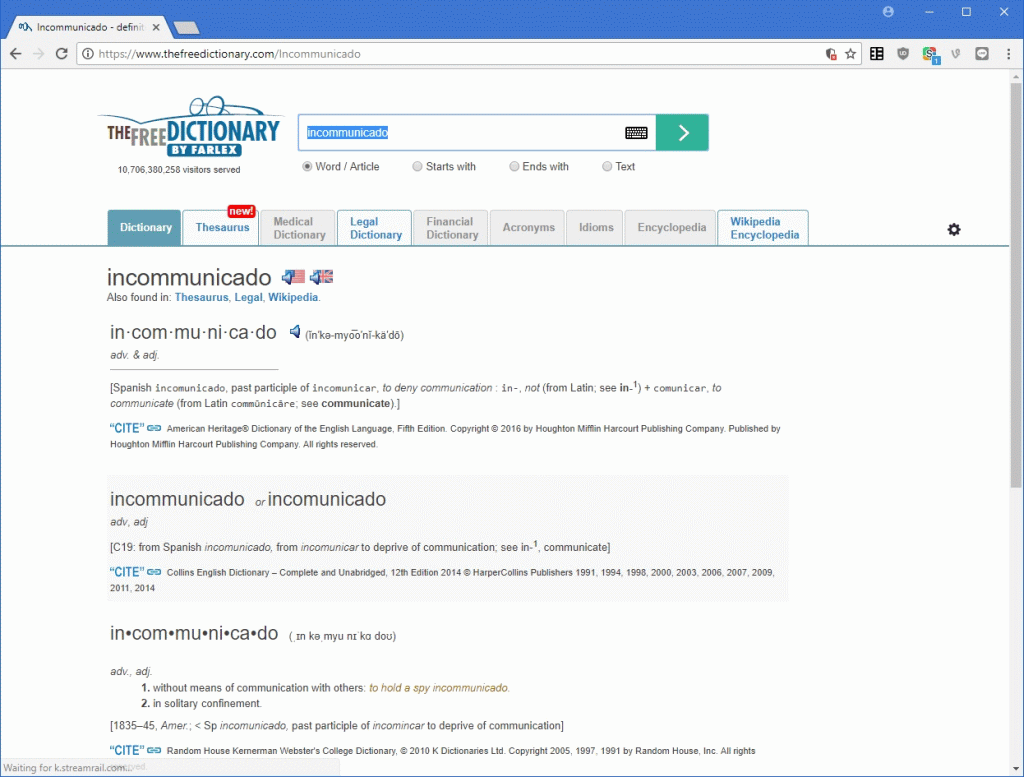 Incommunicado - definit
https://www.thefreedictionary.com/Incommunicado
1
THEFREEDICTIONARY
BY FARLEX
10,706,380,258 visitors served
incommunicado
Word / Article Starts with Ends with Text
new!
Dictionary Thesaurus Medical Dictionary Legal Dictionary Financial Dictionary Acronyms Idioms Encyclopedia Wikipedia Encyclopedia
incommunicado
Also found in: Thesaurus, Legal, Wikipedia.
in·com·mu·ni·ca·do (ĭn′kə-myo͞o′nĭ-kä′dō)
adv. & adj.
[Spanish incomunicado, past participle of incomunicar, to deny communication : in-, not (from Latin; see in-1) + comunicar, to
communicate (from Latin commūnicāre; see communicate).]
“CITE” American Heritage® Dictionary of the English Language, Fifth Edition. Copyright © 2016 by Houghton Mifflin Harcourt Publishing Company. Published by
Houghton Mifflin Harcourt Publishing Company. All rights reserved.
incommunicado or incomunicado
adv, adj
[C19: from Spanish incomunicado, from incomunicar to deprive of communication; see in-1, communicate]
“CITE” Collins English Dictionary – Complete and Unabridged, 12th Edition 2014 © HarperCollins Publishers 1991, 1994, 1998, 2000, 2003, 2006, 2007, 2009,
2011, 2014
in•com•mu•ni•ca•do (ˌɪn kəˌmyu nɪˈkɑ doʊ)
adv., adj.
1. without means of communication with others: to hold a spy incommunicado.
2. in solitary confinement.
[1835–45, Amer.; < Sp incomunicado, past participle of incomincar to deprive of communication]
“CITE” Random House Kernerman Webster's College Dictionary, © 2010 K Dictionaries Ltd. Copyright 2005, 1997, 1991 by Random House, Inc. All rights
reserved.
Waiting for k.streamrail.com...